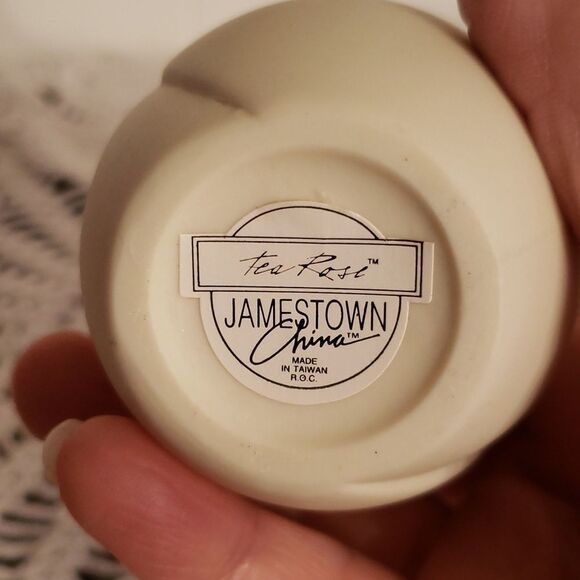 Tea Rose™
JAMESTOWN
China™
MADE
IN TAIWAN
R.O.C.